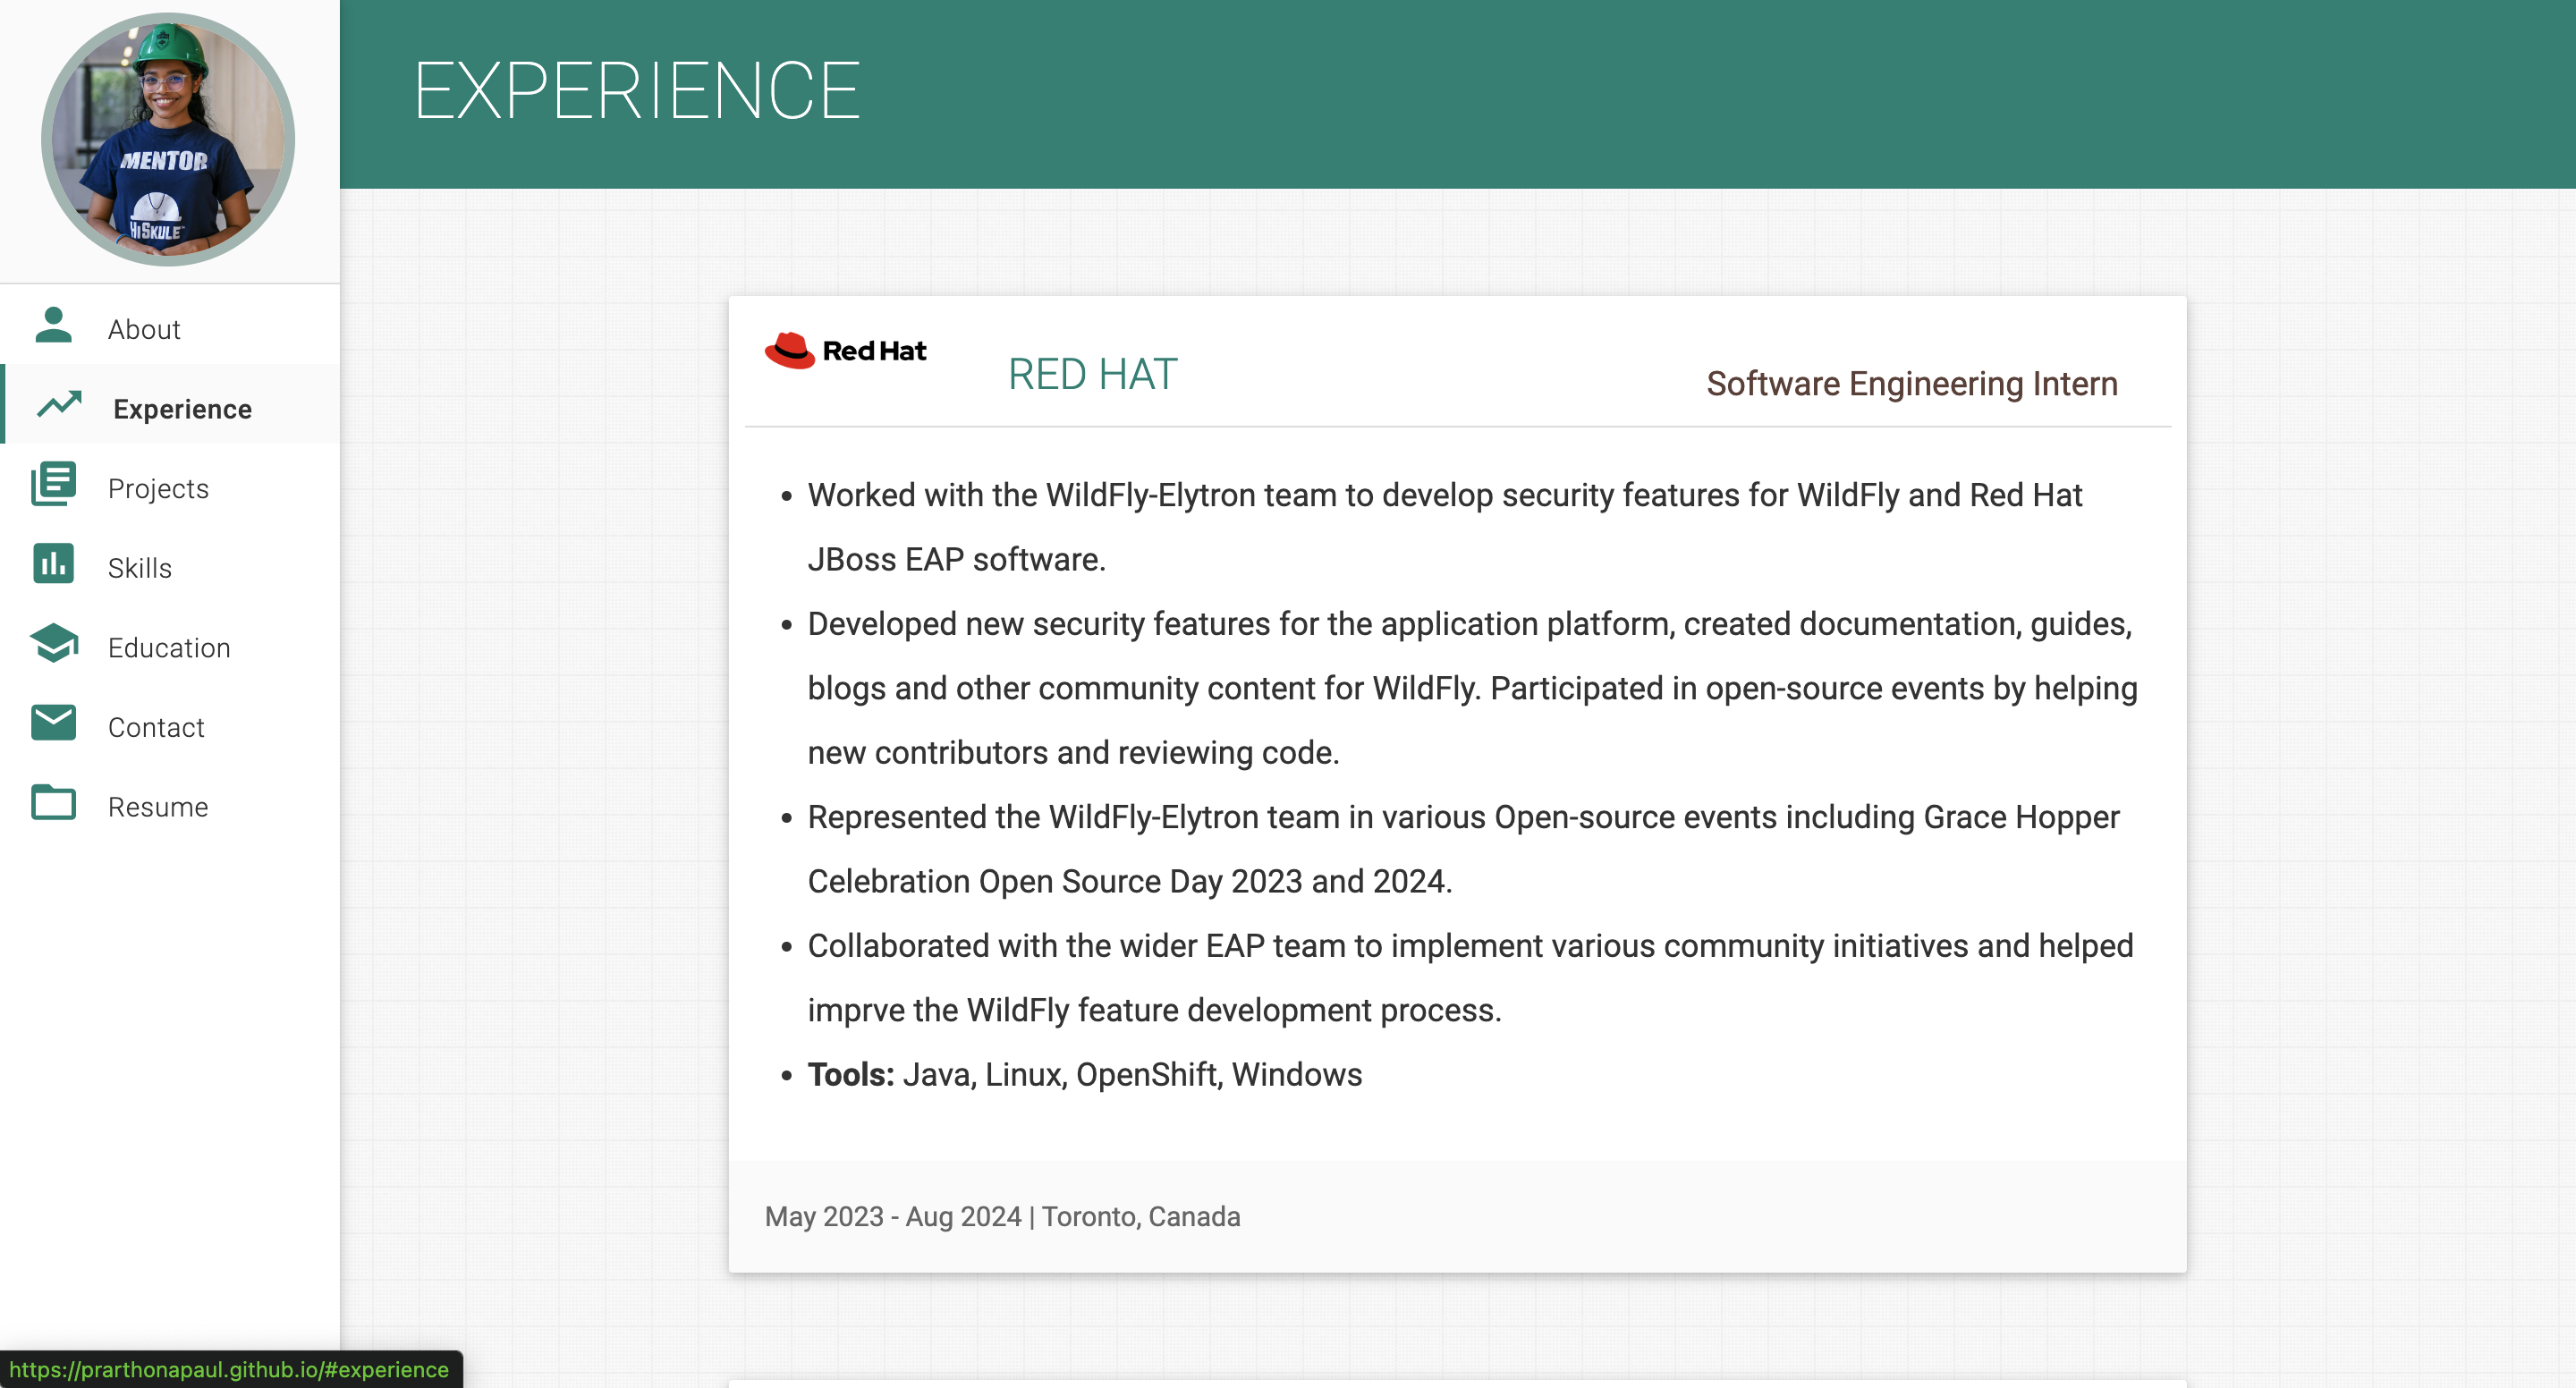 MENTOR
HiSKULE
About
Experience
Projects
Skills
Education
Contact
Resume
EXPERIENCE
Red Hat
RED HAT
Software Engineering Intern
• Worked with the WildFly-Elytron team to develop security features for WildFly and Red Hat
JBoss EAP software.
• Developed new security features for the application platform, created documentation, guides,
blogs and other community content for WildFly. Participated in open-source events by helping
new contributors and reviewing code.
• Represented the WildFly-Elytron team in various Open-source events including Grace Hopper
Celebration Open Source Day 2023 and 2024.
• Collaborated with the wider EAP team to implement various community initiatives and helped
imprve the WildFly feature development process.
• Tools: Java, Linux, OpenShift, Windows
May 2023 - Aug 2024 | Toronto, Canada
https://prarthonapaul.github.io/#experience